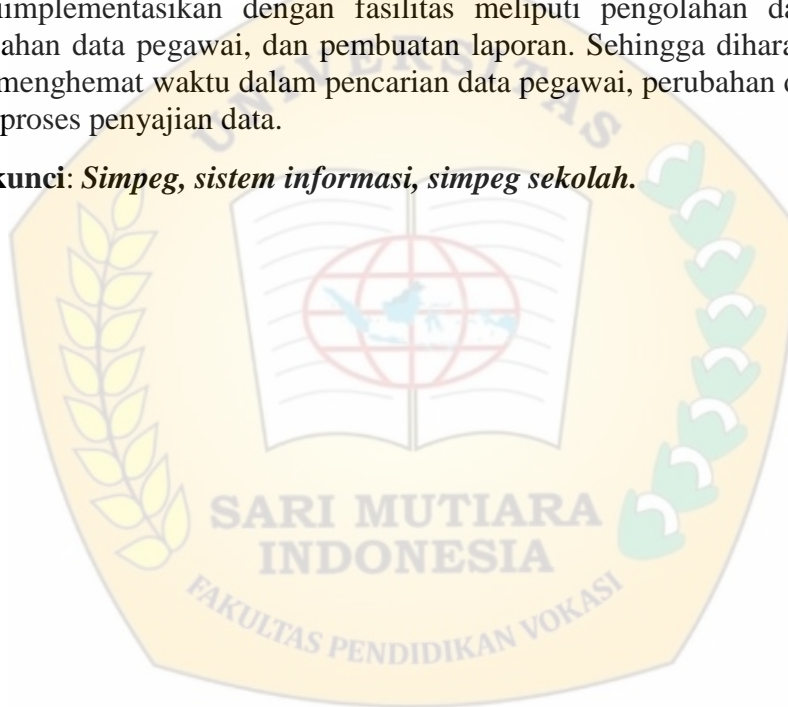 iimplementasikan dengan fasilitas meliputi pengolahan da
ahan data pegawai, dan pembuatan laporan. Sehingga dihara
menghemat waktu dalam pencarian data pegawai, perubahan
proses penyajian data.
kunci: Simpeg, sistem informasi, simpeg sekolah.
UNIVERSITAS
SARI MUTIARA
INDONESIA
FAKULTAS PENDIDIKAN VOKASI